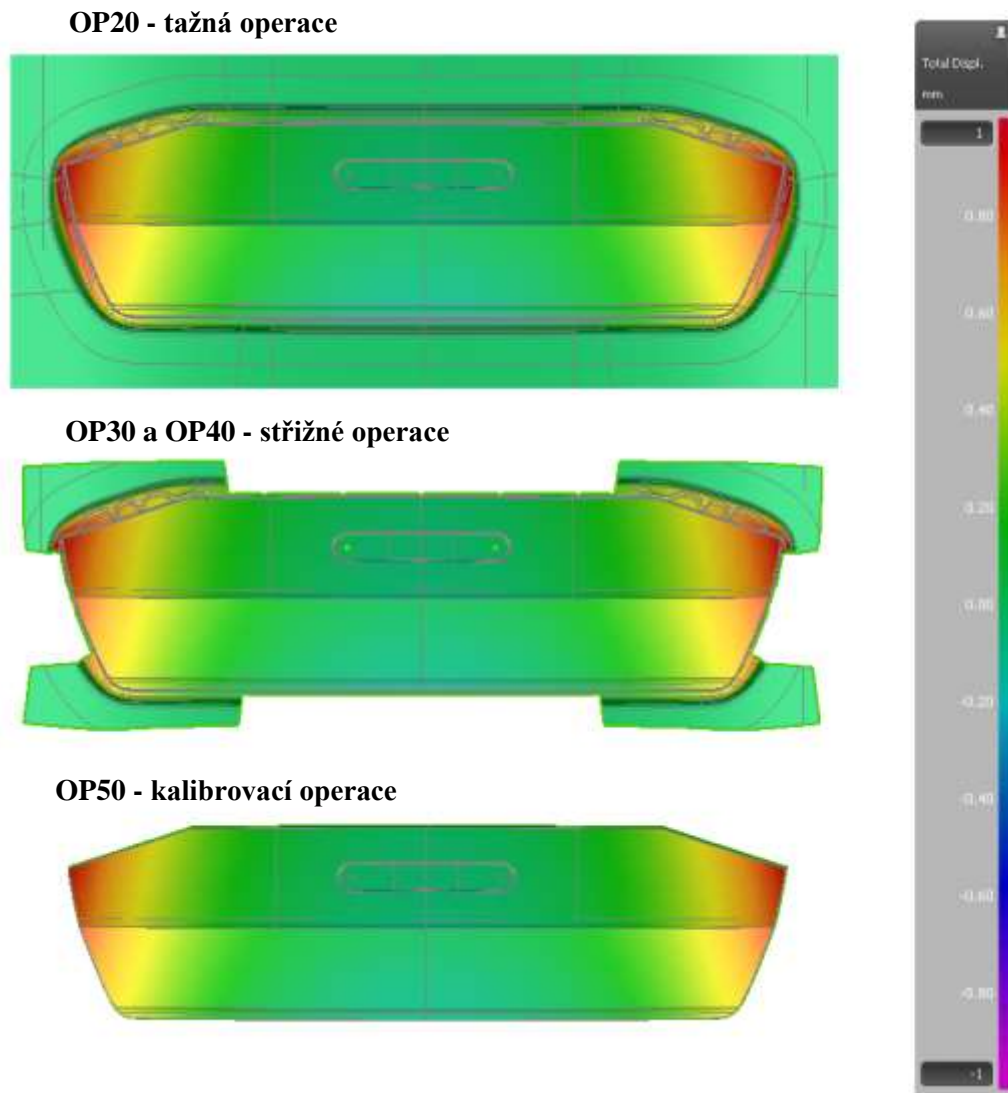 OP20 - tažná operace
Total Displ.
mm
1
0.80
0.60
0.40
0.20
0.00
-0.20
-0.40
-0.60
-0.80
-1
OP30 a OP40 - střižné operace
OP50 - kalibrovací operace